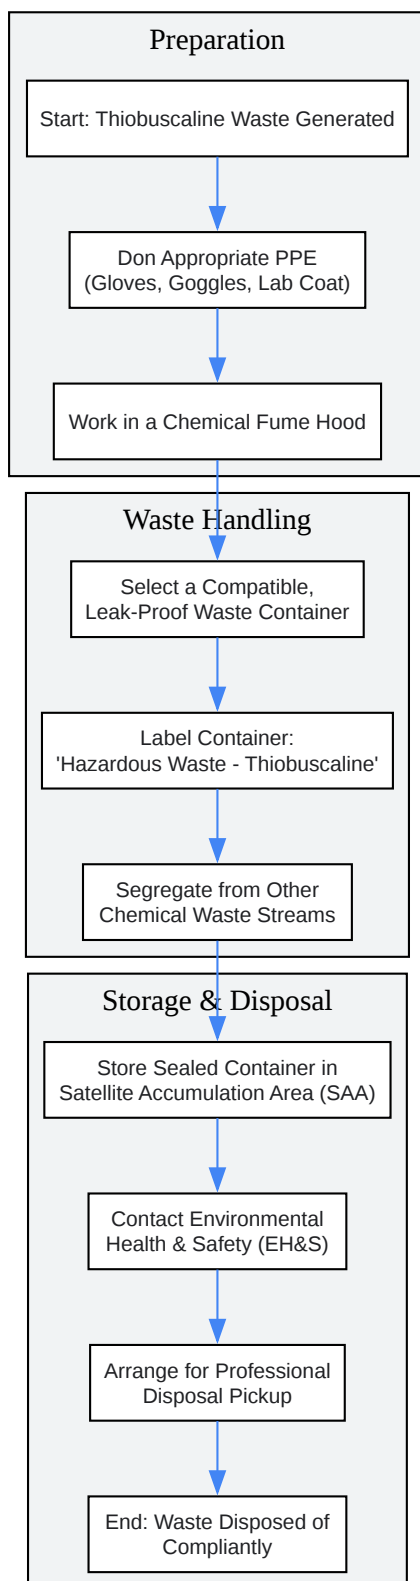 Preparation
Start: Thiobuscaline Waste Generated
Don Appropriate PPE
(Gloves, Goggles, Lab Coat)
Work in a Chemical Fume Hood
Waste Handling
Select a Compatible,
Leak-Proof Waste Container
Label Container:
'Hazardous Waste - Thiobuscaline'
Segregate from Other
Chemical Waste Streams
Storage & Disposal
Store Sealed Container in
Satellite Accumulation Area (SAA)
Contact Environmental
Health & Safety (EH&S)
Arrange for Professional
Disposal Pickup
End: Waste Disposed of
Compliantly